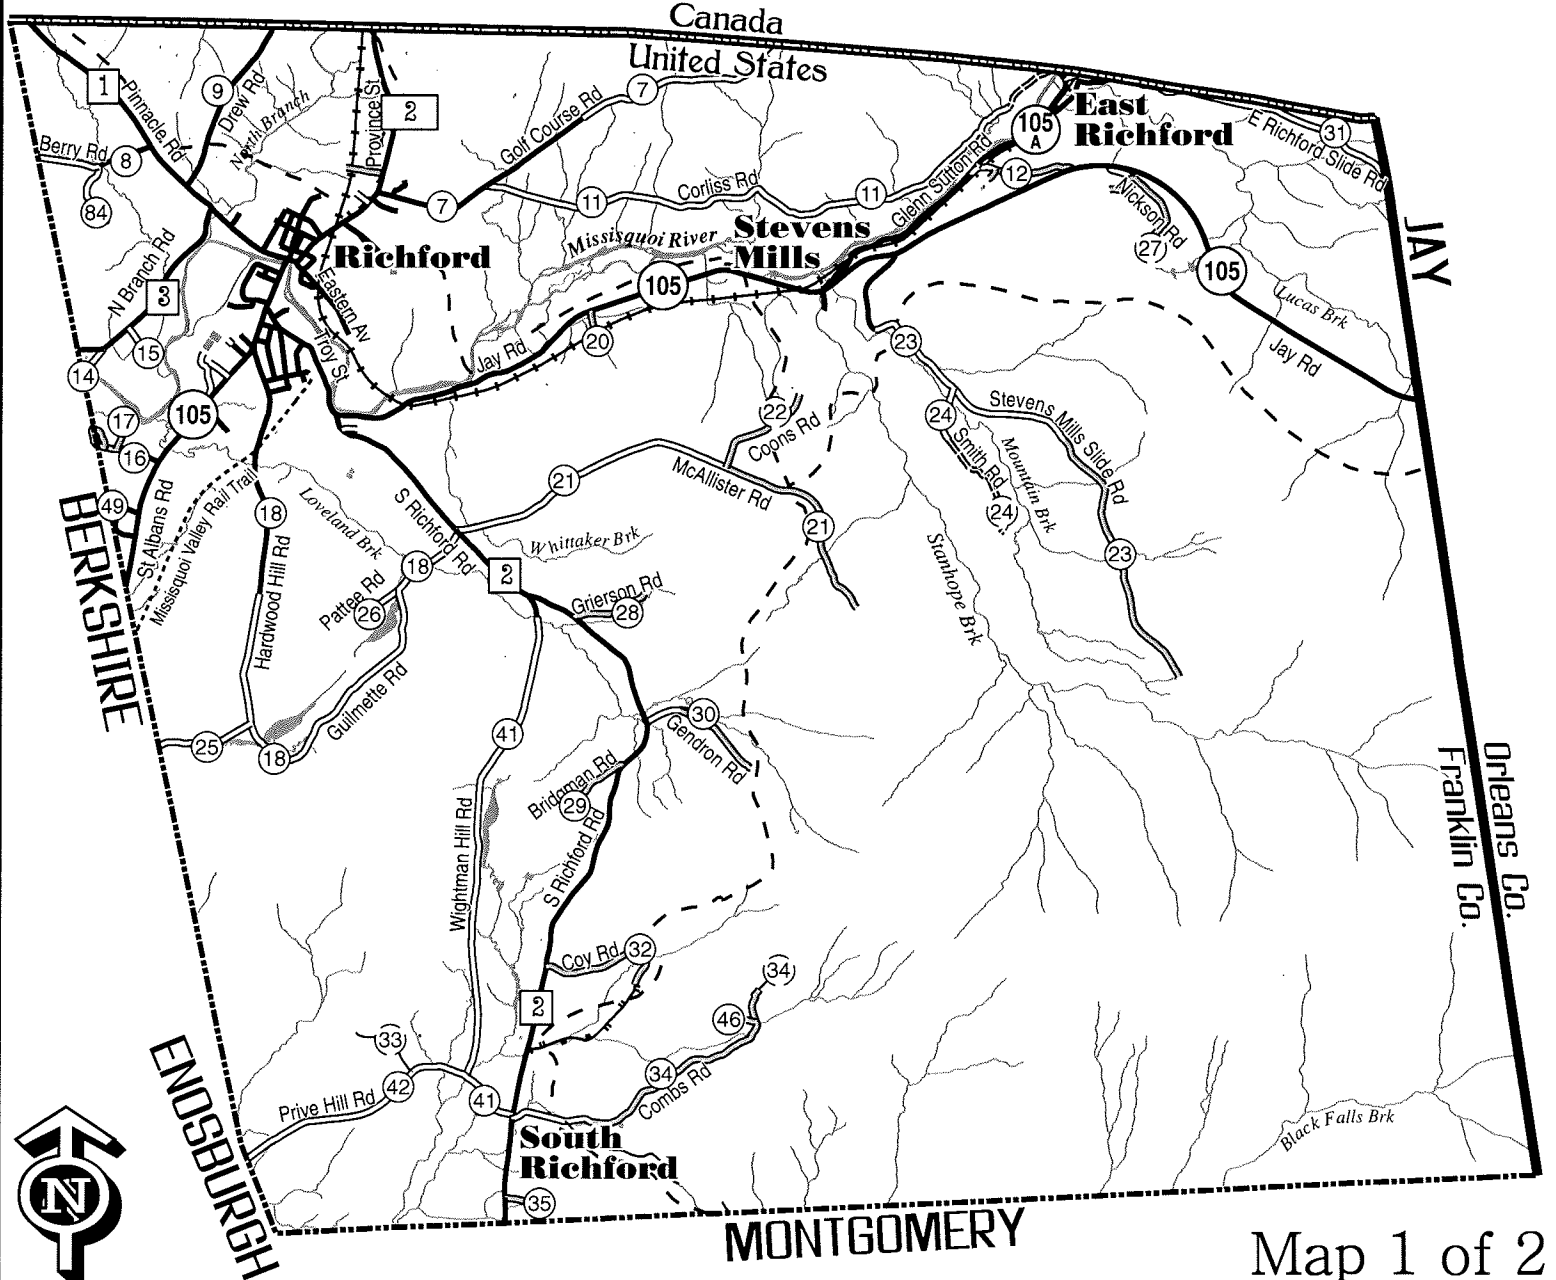 Canada
United States
1
Pinnacle Rd
9
Drew Rd
North Branch
Province St
2
Golf Course Rd
7
105
A
East
Richford
E Richford Slide Rd
31
Berry Rd
8
84
7
11
Corliss Rd
11
Glenn Sutton Rd
12
Nickson Rd
27
JAY
N Branch Rd
3
Richford
Missisquoi River
Stevens
Mills
105
105
Lucas Brk
Jay Rd
Eastern Av
Troy St
14
15
Jay Rd
20
23
17
16
105
22
Coons Rd
24
Smith Rd
24
Mountain Brk
Stevens Mills Slide Rd
21
McAllister Rd
21
23
49
BERKSHIRE
St Albans Rd
Missisquoi Valley Rail Trail
18
Hardwood Hill Rd
Loveland Brk
S Richford Rd
Whittaker Brk
Stanhope Brk
18
Pattee Rd
26
2
Grierson Rd
28
Guilmette Rd
25
18
41
30
Gendron Rd
Bridgman Rd
29
Wightman Hill Rd
S Richford Rd
Orleans Co.
Franklin Co.
Coy Rd
32
2
34
46
34
Combs Rd
33
42
Prive Hill Rd
41
South
Richford
35
Black Falls Brk
ENOSBURGH
N
MONTGOMERY
Map 1 of 2